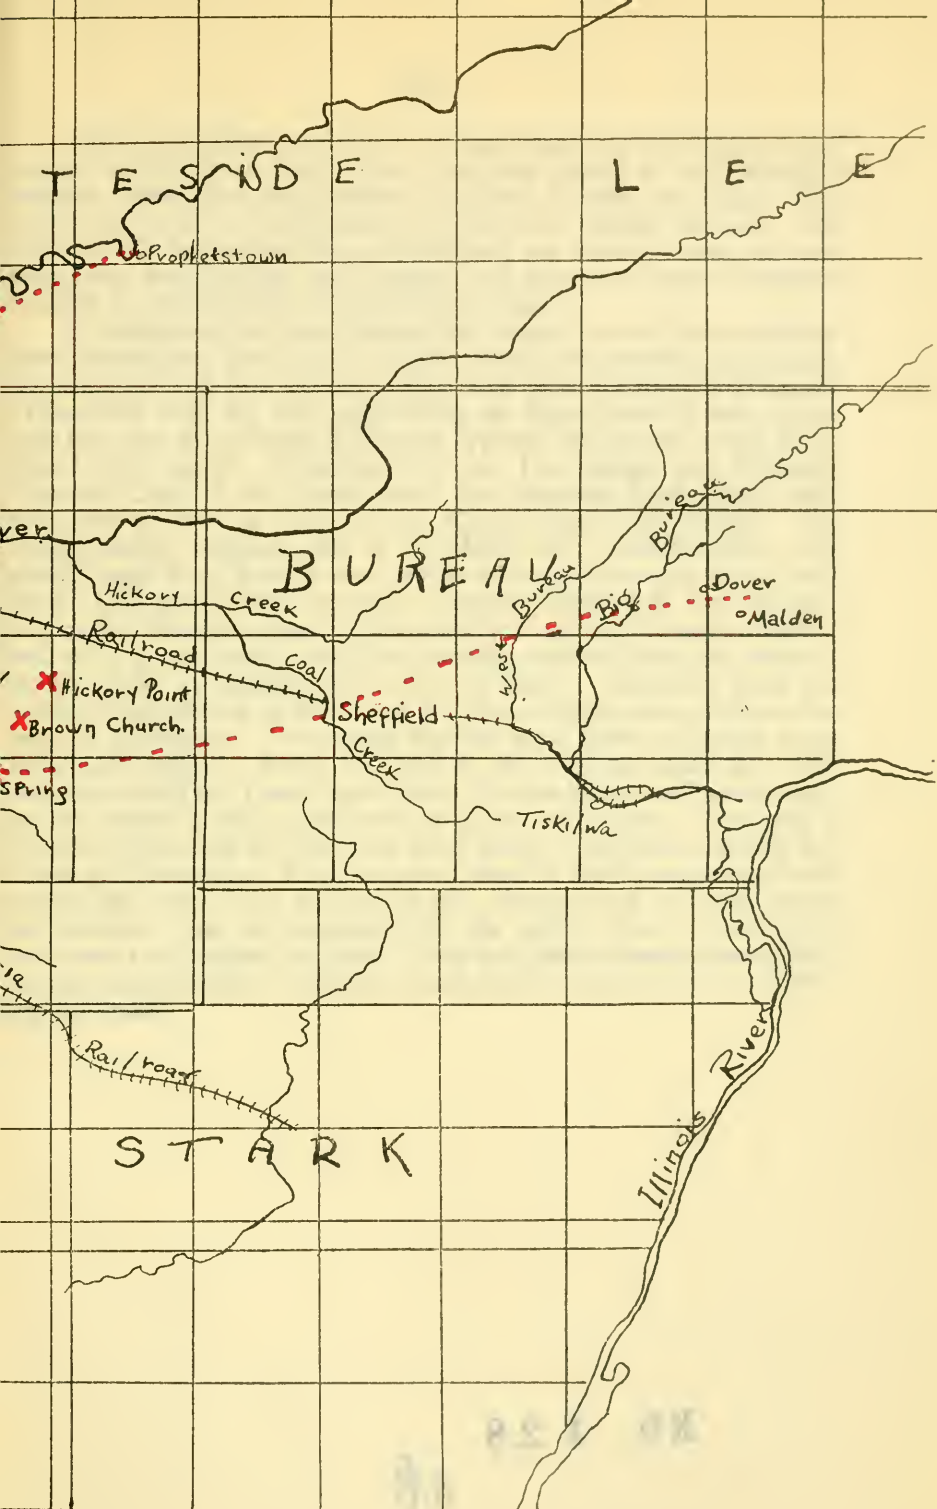 TESIDE
LEE
Prophetstown
ver
BUREAU
Bureau
Big
West Bureau
Dover
Malden
Hickory Creek
Railroad
Coal Creek
Hickory Point
Sheffield
Brown Church.
Spring
Tiskilwa
ia
Railroad
Illinois River
STARK